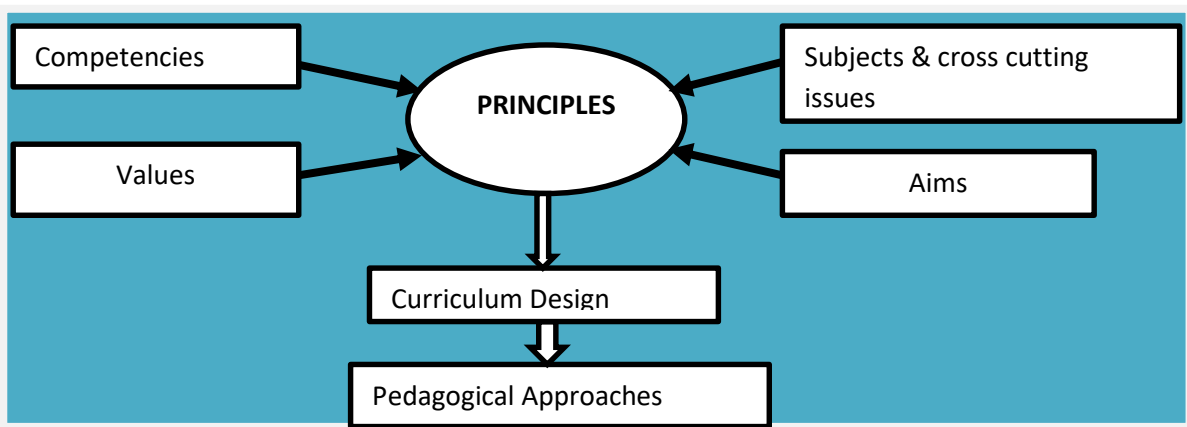 Competencies
PRINCIPLES
Subjects & cross cutting
issues
Values
Aims
Curriculum Design
Pedagogical Approaches